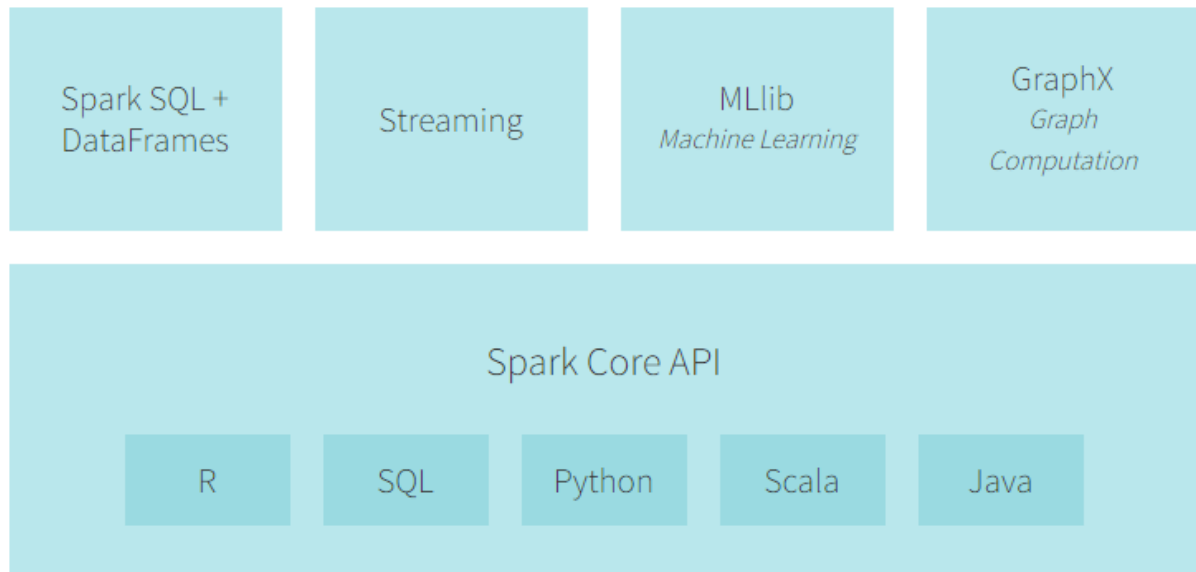 Spark SQL +
DataFrames
Streaming
MLlib
Machine Learning
GraphX
Graph
Computation
Spark Core API
R
SQL
Python
Scala
Java